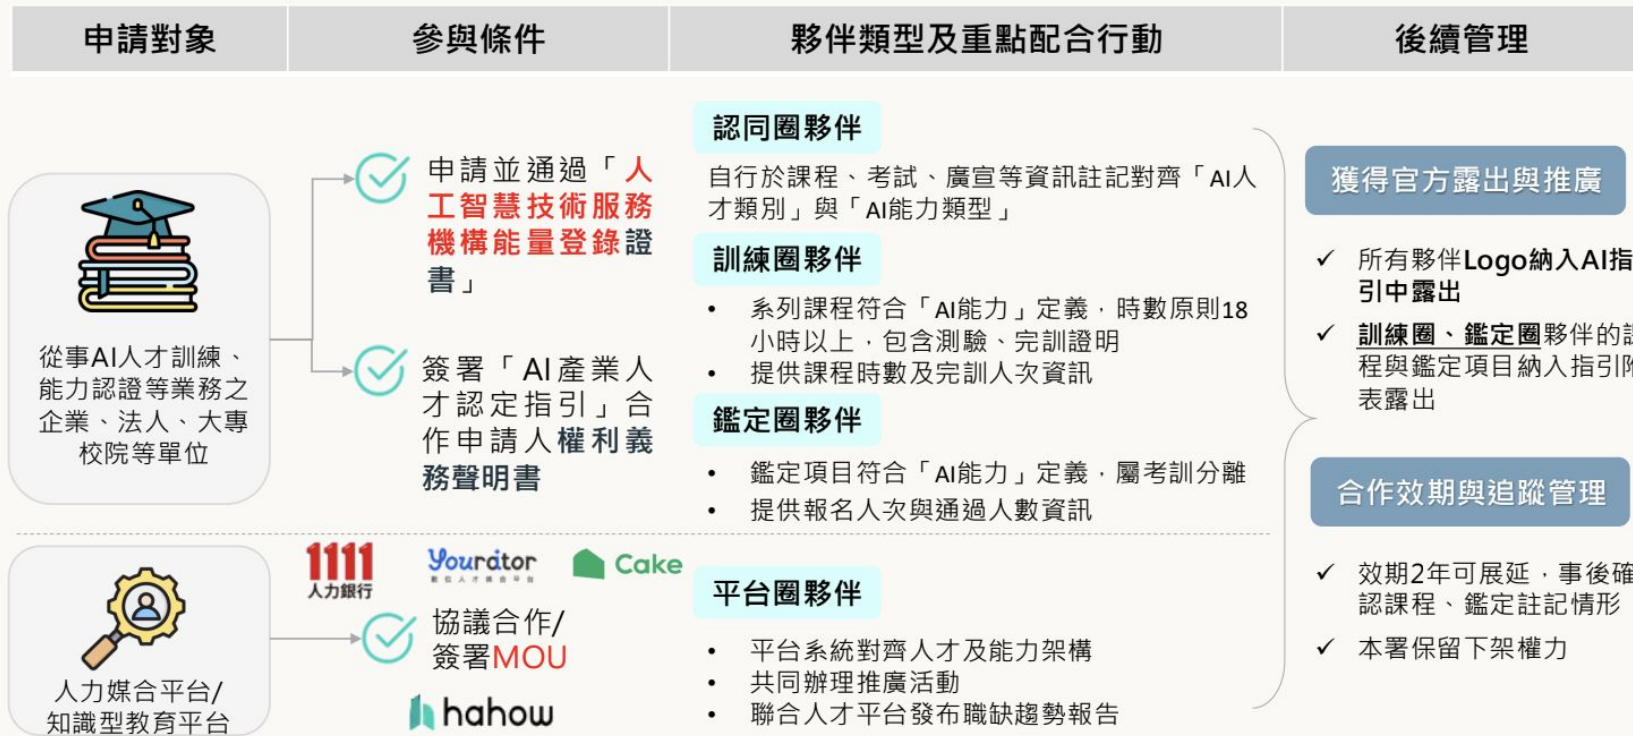 申請對象
參與條件
夥伴類型及重點配合行動
後續管理
從事AI人才訓練、
能力認證等業務之
企業、法人、大專
校院等單位
申請並通過「人
工智慧技術服務
機構能量登錄證
書」
簽署「AI產業人
才認定指引」合
作申請人權利義
務聲明書
認同圈夥伴
自行於課程、考試、廣宣等資訊註記對齊「AI人
才類別」與「AI能力類型」
訓練圈夥伴
• 系列課程符合「AI能力」定義，時數原則18
小時以上，包含測驗、完訓證明
• 提供課程時數及完訓人次資訊
鑑定圈夥伴
• 鑑定項目符合「AI能力」定義，屬考訓分離
• 提供報名人次與通過人數資訊
人力媒合平台/
知識型教育平台
1111
人力銀行
Yourator
數位人才媒合平台
Cake
協議合作/
簽署MOU
hahow
平台圈夥伴
• 平台系統對齊人才及能力架構
• 共同辦理推廣活動
• 聯合人才平台發布職缺趨勢報告
獲得官方露出與推廣
✓ 所有夥伴Logo納入AI指
引中露出
✓ 訓練圈、鑑定圈夥伴的課
程與鑑定項目納入指引附
表露出
合作效期與追蹤管理
✓ 效期2年可展延，事後確
認課程、鑑定註記情形
✓ 本署保留下架權力